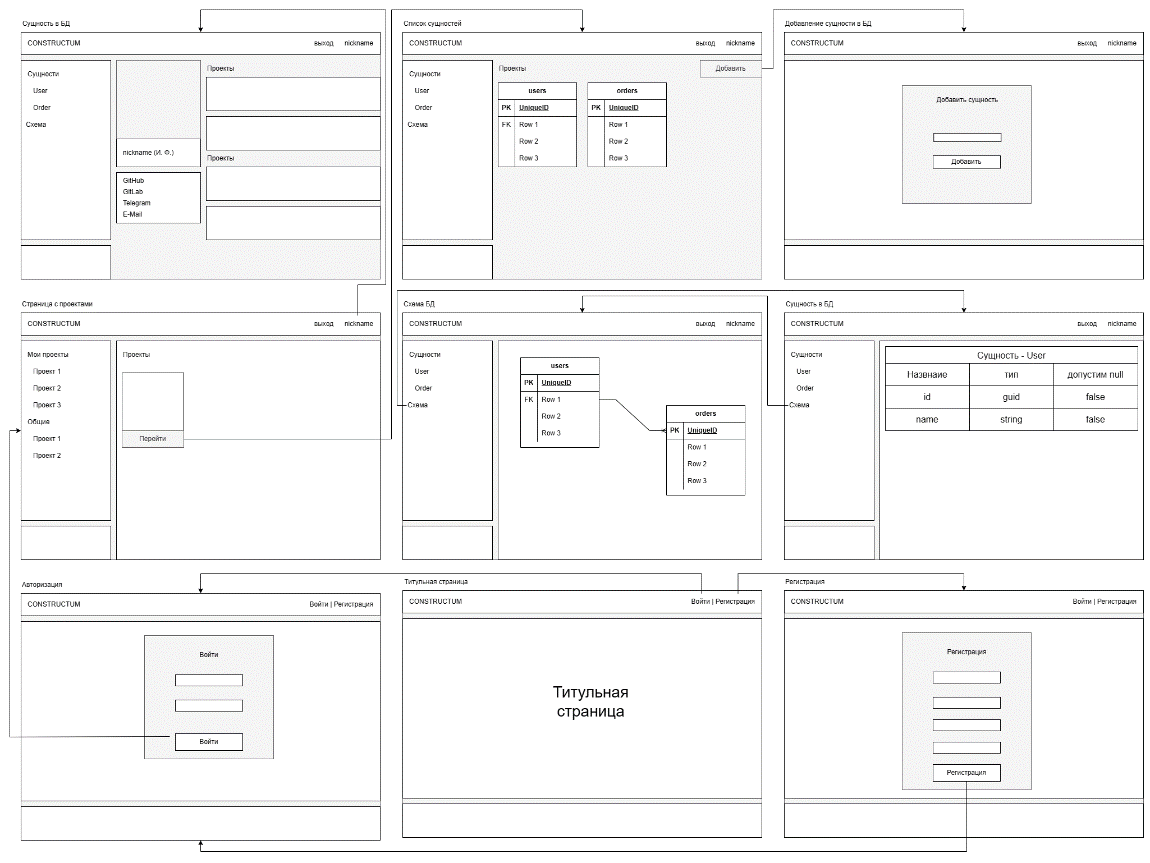 Сущность в БД
CONSTRUCTUM
выход nickname
Сущности
User
Order
Схема
nickname (И. Ф.)
GitHub
GitLab
Telegram
E-Mail
Проекты
Проекты
Список сущностей
CONSTRUCTUM
выход nickname
Сущности
User
Order
Схема
Проекты
Добавить
users
PK UniqueID
FK Row 1
Row 2
Row 3
orders
PK UniqueID
Row 1
Row 2
Row 3
Добавление сущности в БД
CONSTRUCTUM
выход nickname
Добавить сущность
Добавить
Страница с проектами
CONSTRUCTUM
выход nickname
Мои проекты
Проект 1
Проект 2
Проект 3
Общие
Проект 1
Проект 2
Проекты
Перейти
Схема БД
CONSTRUCTUM
выход nickname
Сущности
User
Order
Схема
users
PK UniqueID
FK Row 1
Row 2
Row 3
orders
PK UniqueID
Row 1
Row 2
Row 3
Сущность в БД
CONSTRUCTUM
выход nickname
Сущности
User
Order
Схема
Сущность - User
Назвнаие тип допустим null
id guid false
name string false
Авторизация
CONSTRUCTUM
Войти | Регистрация
Войти
Войти
Титульная страница
CONSTRUCTUM
Войти | Регистрация
Титульная
страница
Регистрация
CONSTRUCTUM
Войти | Регистрация
Регистрация
Регистрация